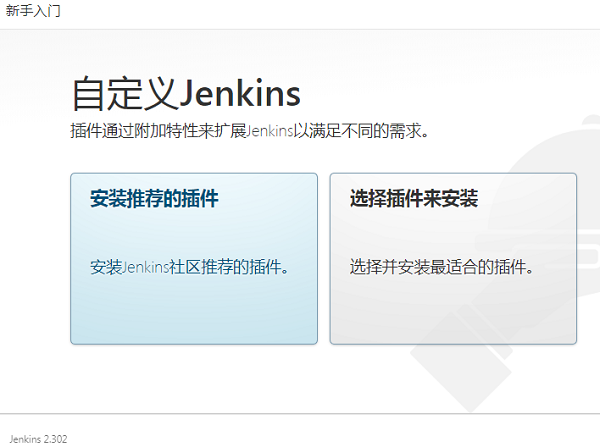 新手入门
自定义Jenkins
插件通过附加特性来扩展Jenkins以满足不同的需求。
安装推荐的插件
选择插件来安装
安装Jenkins社区推荐的插件。
选择并安装最适合的插件。
Jenkins 2.302